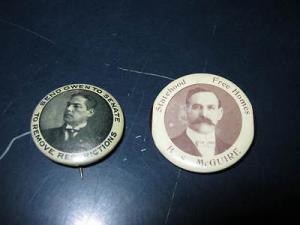 SEND OWEN TO SENATE
TO REMOVE RESTRICTIONS
Statehood Free Homes
B. S. McGUIRE